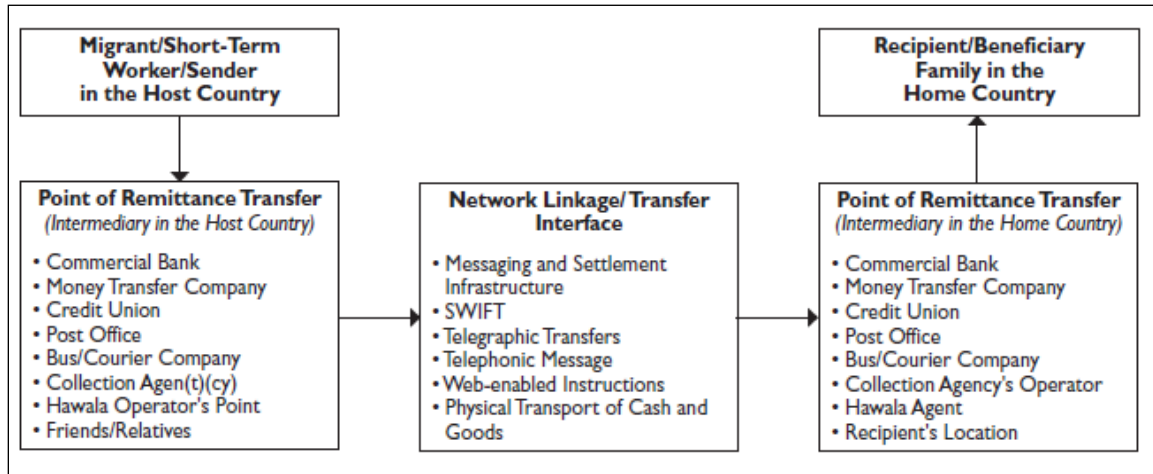 Migrant/Short-Term
Worker/Sender
in the Host Country
Recipient/Beneficiary
Family in the
Home Country
Point of Remittance Transfer
(Intermediary in the Host Country)
• Commercial Bank
• Money Transfer Company
• Credit Union
• Post Office
• Bus/Courier Company
• Collection Agen(t)(cy)
• Hawala Operator's Point
• Friends/Relatives
Network Linkage/Transfer
Interface
• Messaging and Settlement
Infrastructure
• SWIFT
• Telegraphic Transfers
• Telephonic Message
• Web-enabled Instructions
• Physical Transport of Cash and
Goods
Point of Remittance Transfer
(Intermediary in the Home Country)
• Commercial Bank
• Money Transfer Company
• Credit Union
• Post Office
• Bus/Courier Company
• Collection Agency's Operator
• Hawala Agent
• Recipient's Location